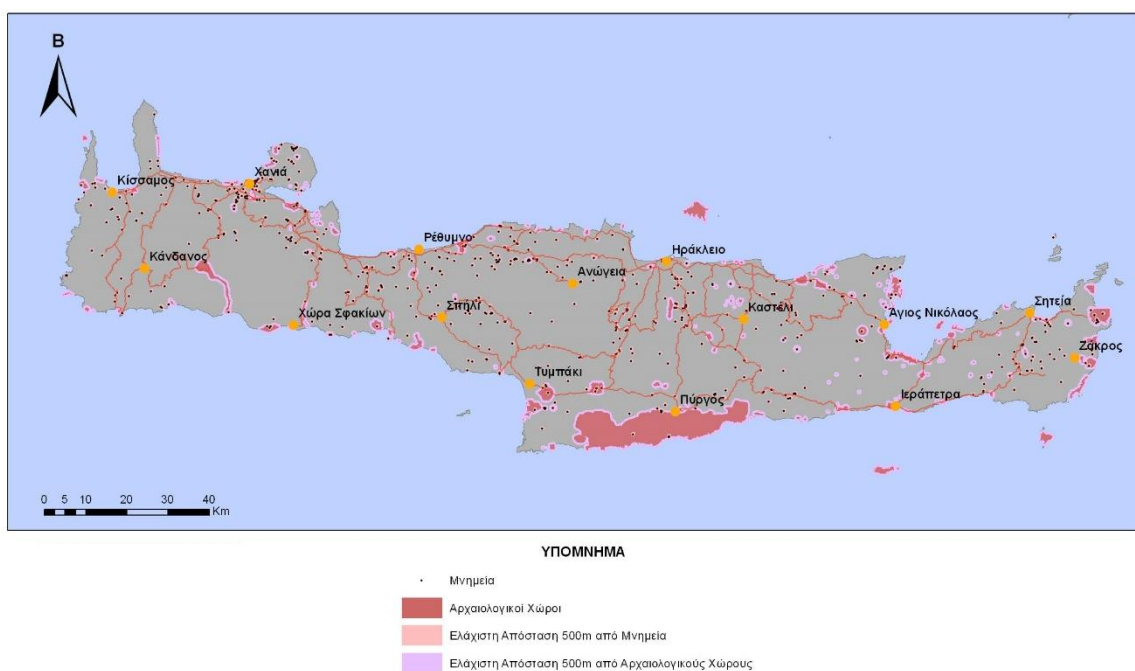 Β
Κίσσαμος
Χανιά
Κάνδανος
Ρέθυμνο
Ηράκλειο
Ανώγεια
Σπήλι
Χώρα Σφακίων
Καστέλι
Άγιος Νικόλαος
Σητεία
Ζάκρος
Τυμπάκι
Πύργος
Ιεράπετρα
0 5 10 20 30 40
Km
ΥΠΟΜΝΗΜΑ
Μνημεία
Αρχαιολογικοί Χώροι
Ελάχιστη Απόσταση 500m από Μνημεία
Ελάχιστη Απόσταση 500m από Αρχαιολογικούς Χώρους